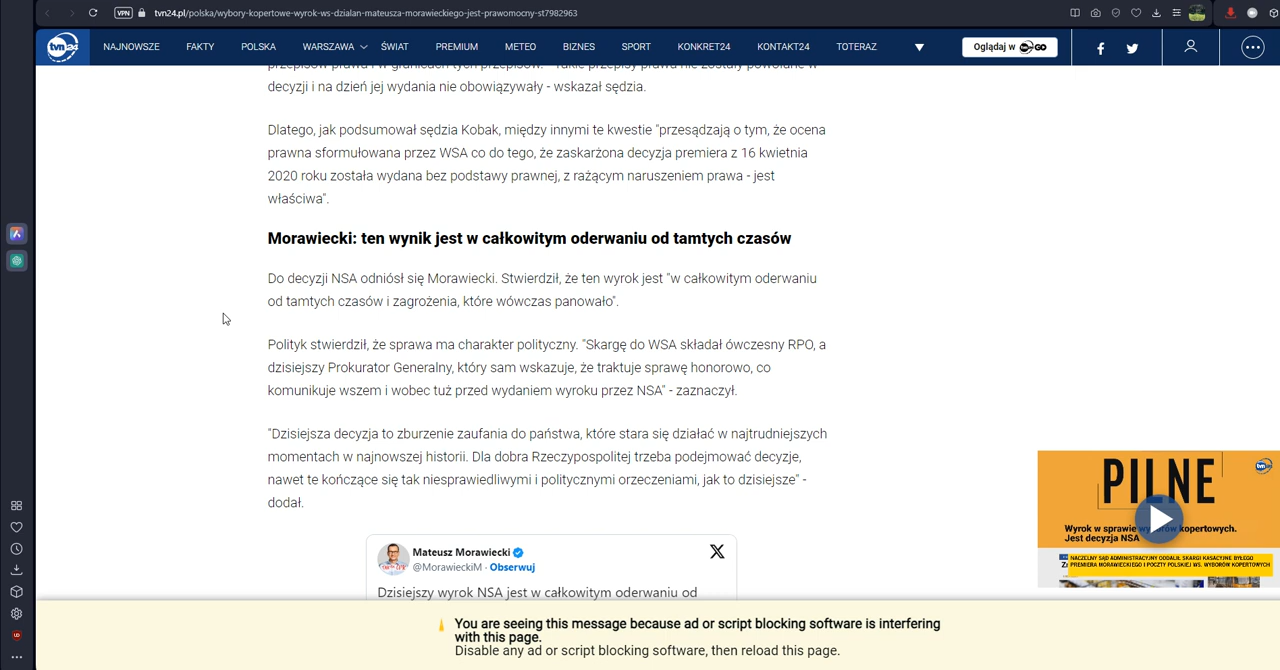 VPN
tvn24.pl/polska/wybory-kopertowe-wyrok-ws-dzialan-mateusza-morawieckiego-jest-prawomocny-st7982963
tvn24
NAJNOWSZE
FAKTY
POLSKA
WARSZAWA
ŚWIAT
PREMIUM
METEO
BIZNES
SPORT
KONKRET24
KONTAKT24
TOTERAZ
Oglądaj w GO
przepisów prawa i w granicach tych przepisów. - Takie przepisy prawa nie zostały powołane w
decyzji i na dzień jej wydania nie obowiązywały - wskazał sędzia.
Dlatego, jak podsumował sędzia Kobak, między innymi te kwestie "przesądzają o tym, że ocena
prawna sformułowana przez WSA co do tego, że zaskarżona decyzja premiera z 16 kwietnia
2020 roku została wydana bez podstawy prawnej, z rażącym naruszeniem prawa - jest
właściwa".
Morawiecki: ten wynik jest w całkowitym oderwaniu od tamtych czasów
Do decyzji NSA odniósł się Morawiecki. Stwierdził, że ten wyrok jest "w całkowitym oderwaniu
od tamtych czasów i zagrożenia, które wówczas panowało".
Polityk stwierdził, że sprawa ma charakter polityczny. "Skargę do WSA składał ówczesny RPO, a
dzisiejszy Prokurator Generalny, który sam wskazuje, że traktuje sprawę honorowo, co
komunikuje wszem i wobec tuż przed wydaniem wyroku przez NSA" - zaznaczył.
"Dzisiejsza decyzja to zburzenie zaufania do państwa, które stara się działać w najtrudniejszych
momentach w najnowszej historii. Dla dobra Rzeczypospolitej trzeba podejmować decyzje,
nawet te kończące się tak niesprawiedliwymi i politycznymi orzeczeniami, jak to dzisiejsze" -
dodał.
Mateusz Morawiecki
@MorawieckiM · Obserwuj
Dzisiejszy wyrok NSA jest w całkowitym oderwaniu od
PILNE
Wyrok w sprawie wyborów kopertowych.
Jest decyzja NSA
NACZELNY SĄD ADMINISTRACYJNY ODDALIŁ SKARGI KASACYJNE BYŁEGO
PREMIERA MORAWIECKIEGO I POCZTY POLSKIEJ WS. WYBORÓW KOPERTOWYCH
You are seeing this message because ad or script blocking software is interfering
with this page.
Disable any ad or script blocking software, then reload this page.